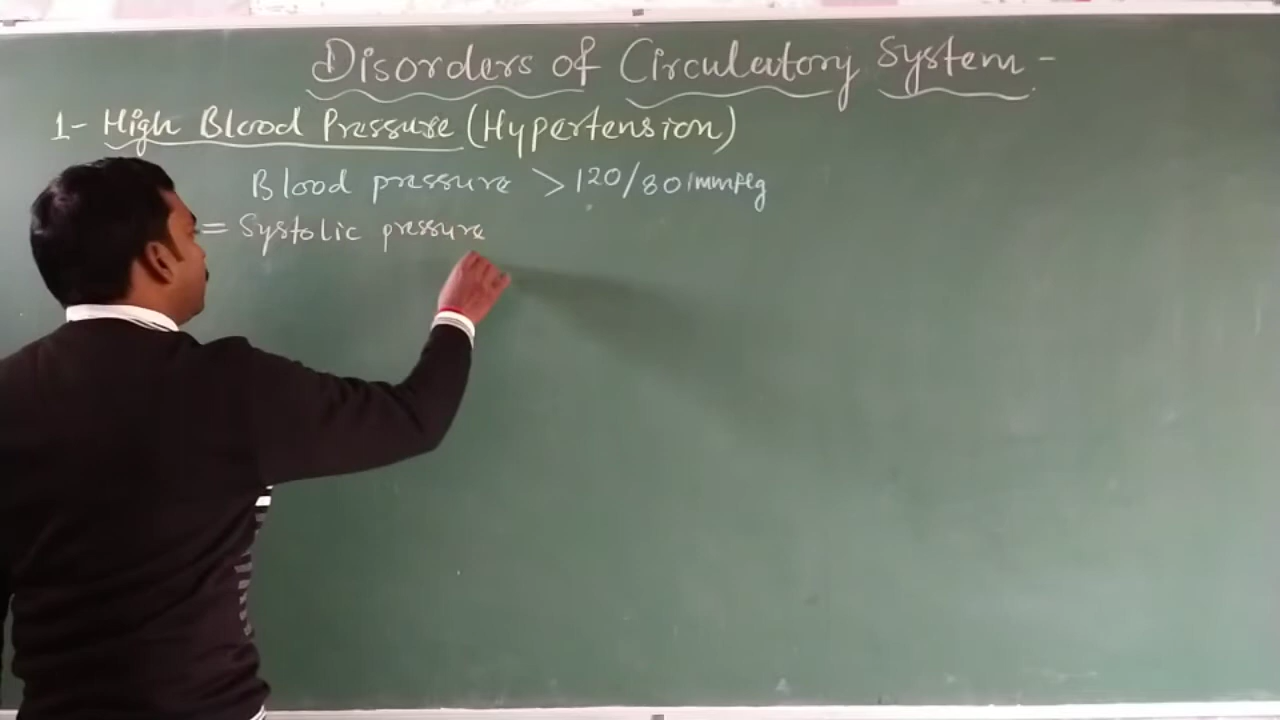 Disorders of Circulatory System -
1- High Blood Pressure (Hypertension)
Blood pressure > 120/80 mmHg
= Systolic pressure